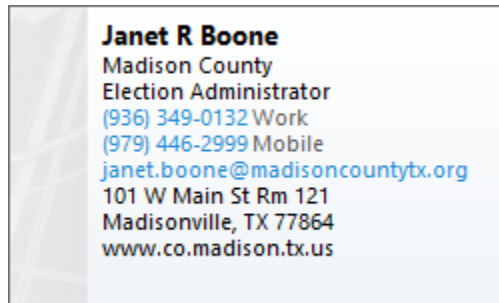 Janet R Boone
Madison County
Election Administrator
(936) 349-0132 Work
(979) 446-2999 Mobile
janet.boone@madisoncountytx.org
101 W Main St Rm 121
Madisonville, TX 77864
www.co.madison.tx.us